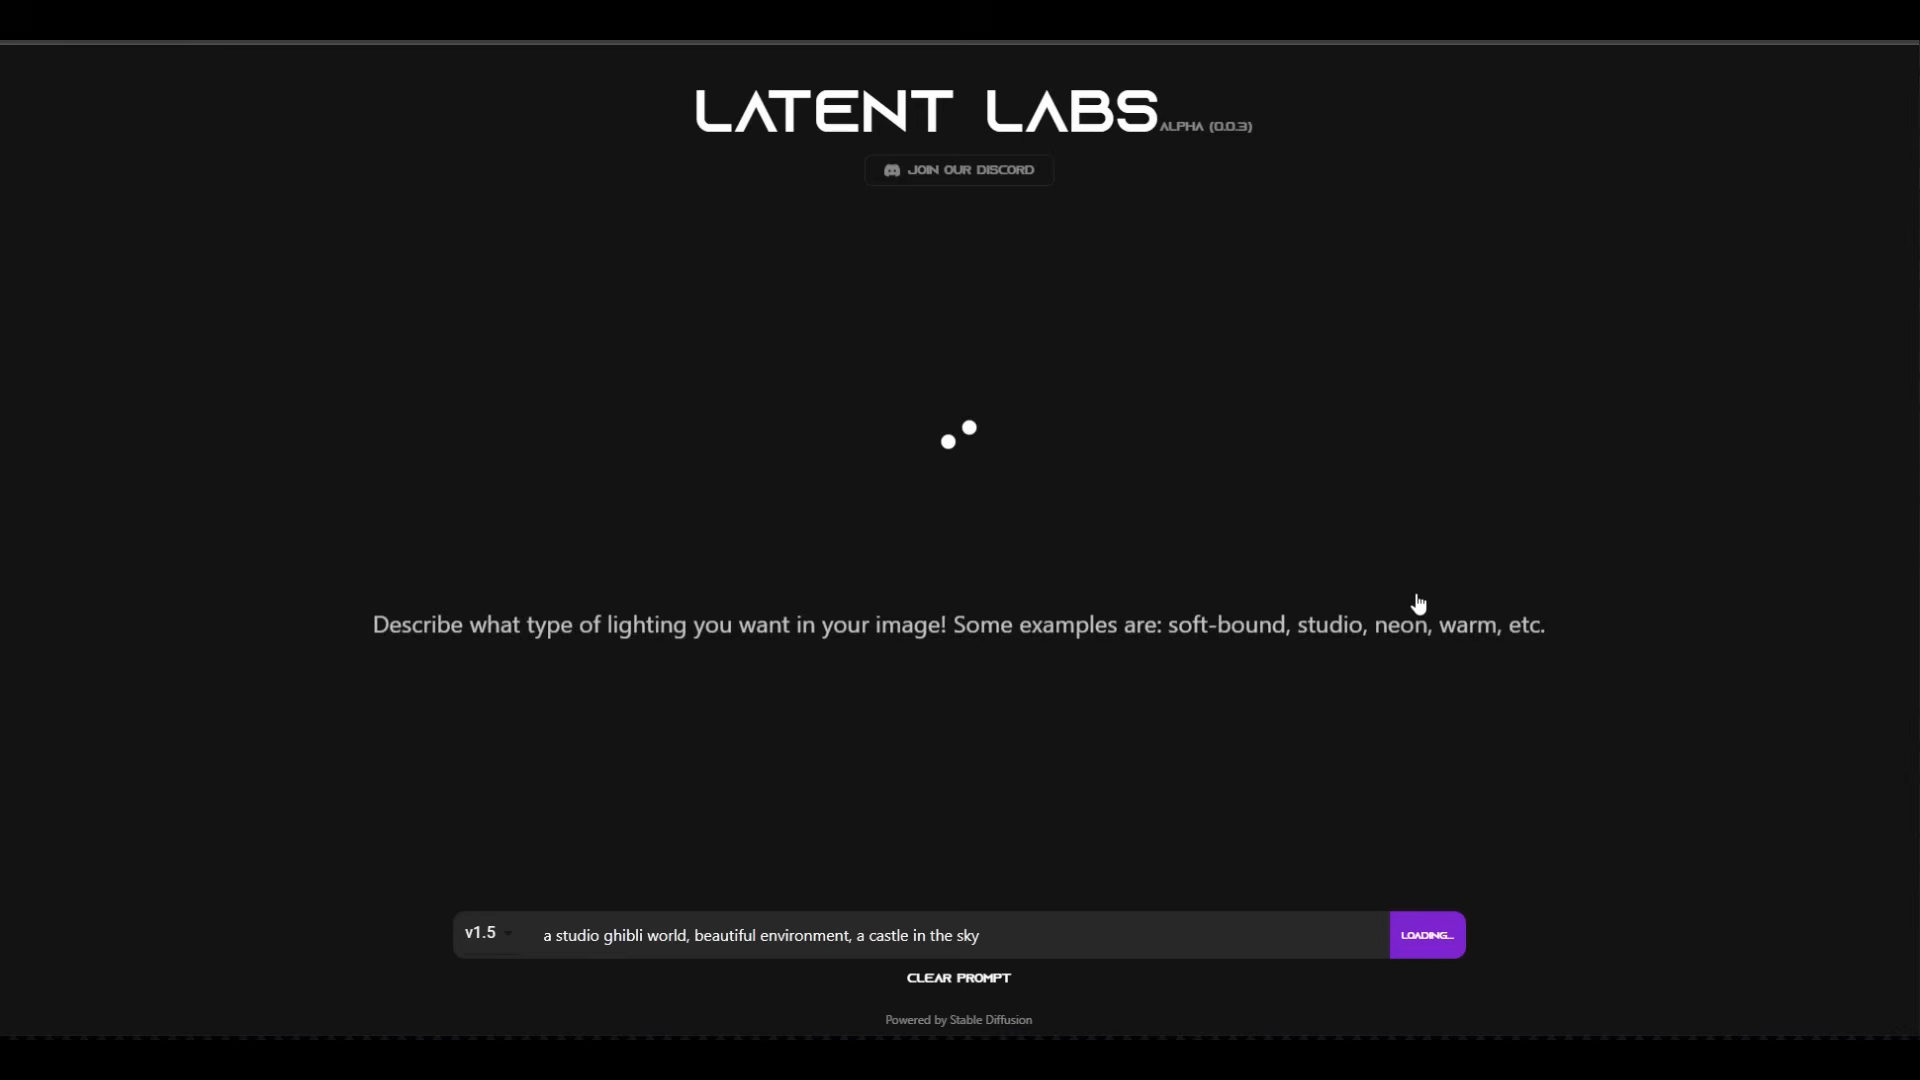 LATENT LABS ALPHA (0.0.3)
JOIN OUR DISCORD
Describe what type of lighting you want in your image! Some examples are: soft-bound, studio, neon, warm, etc.
v1.5 a studio ghibli world, beautiful environment, a castle in the sky LOADING...
CLEAR PROMPT
Powered by Stable Diffusion